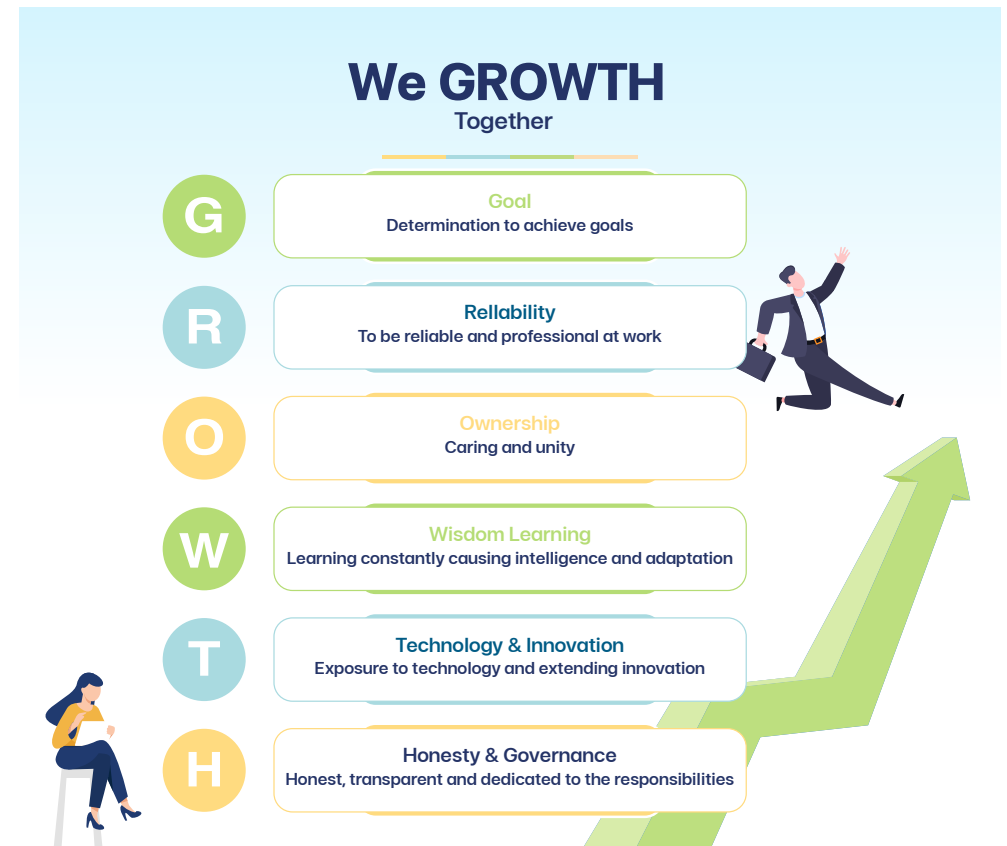 We GROWTH
Together
G
Goal
Determination to achieve goals
R
Rellability
To be reliable and professional at work
O
Ownership
Caring and unity
W
Wisdom Learning
Learning constantly causing intelligence and adaptation
T
Technology & Innovation
Exposure to technology and extending innovation
H
Honesty & Governance
Honest, transparent and dedicated to the responsibilities